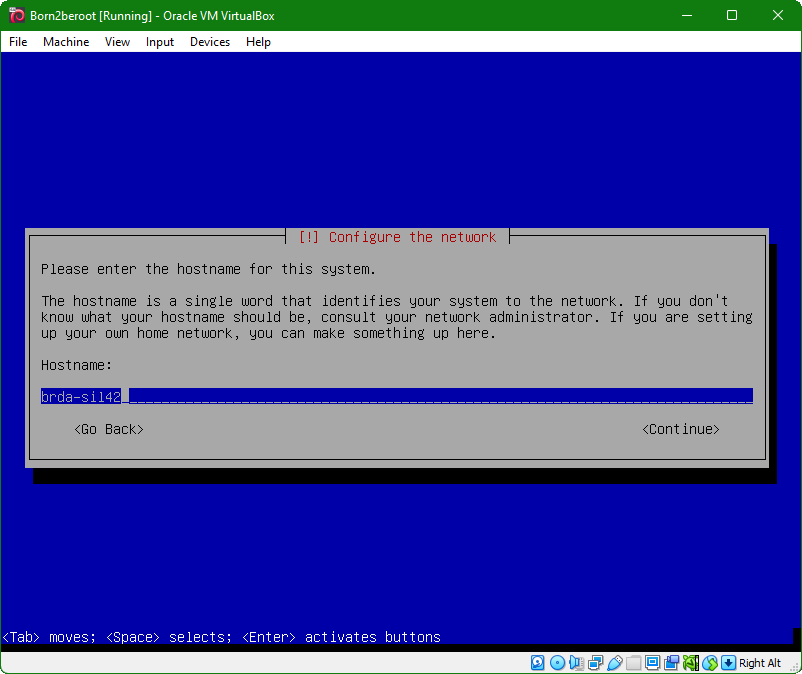 Born2beroot [Running] - Oracle VM VirtualBox
File Machine View Input Devices Help
[!] Configure the network
Please enter the hostname for this system.
The hostname is a single word that identifies your system to the network. If you don't
know what your hostname should be, consult your network administrator. If you are setting
up your own home network, you can make something up here.
Hostname:
brda-sil42
<Go Back> <Continue>
<Tab> moves; <Space> selects; <Enter> activates buttons
Right Alt